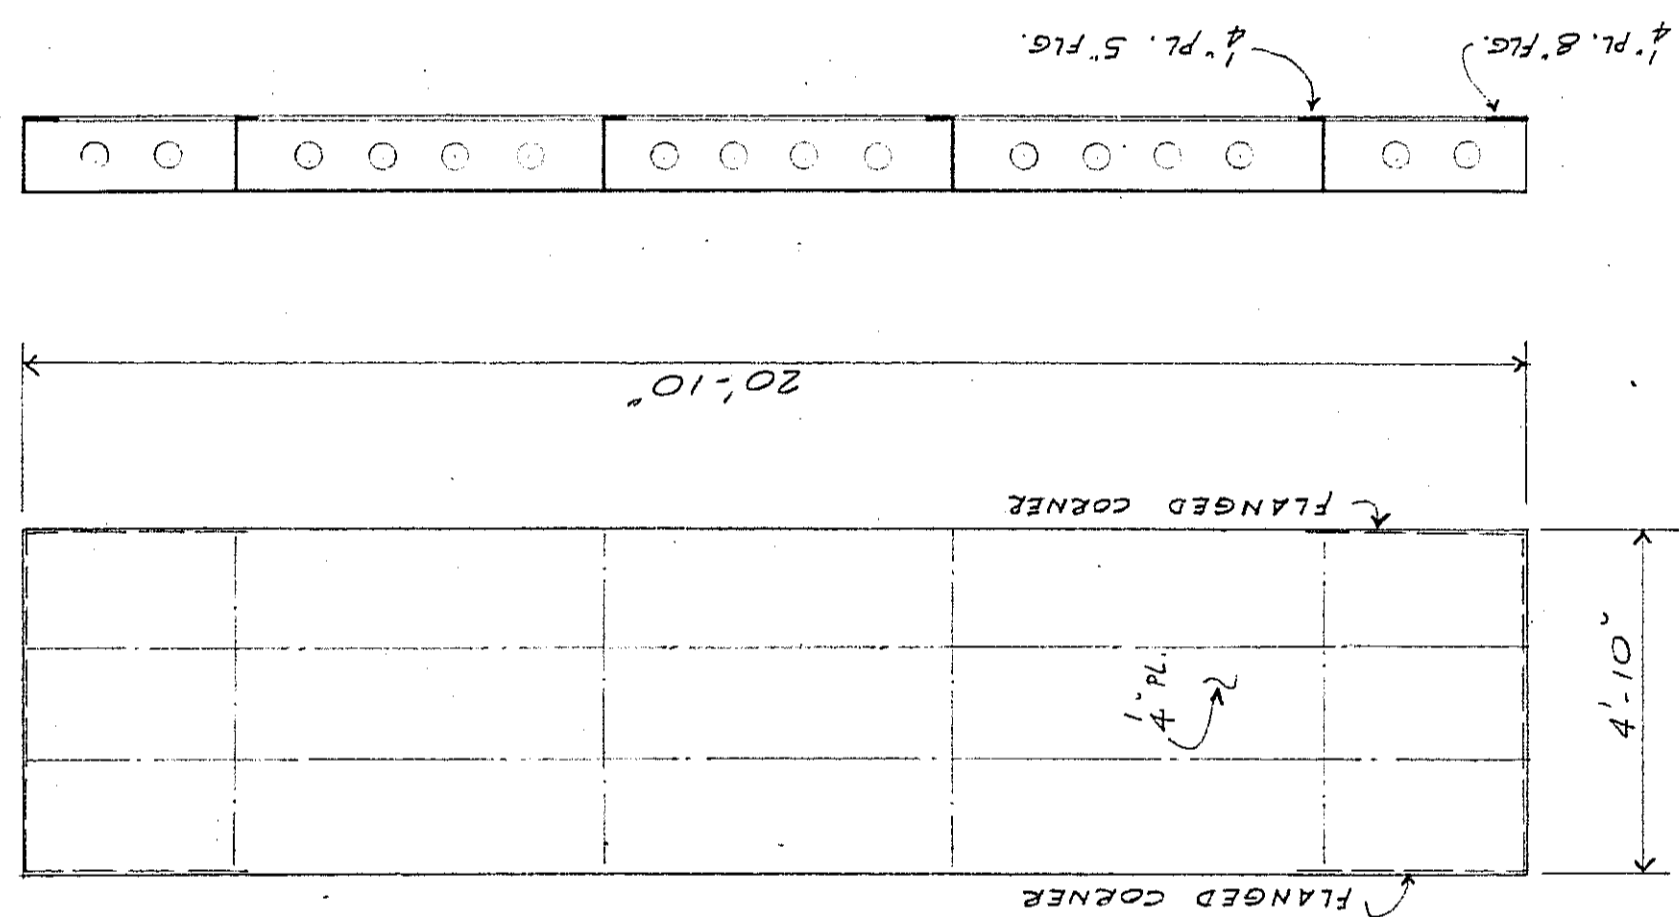 FLANGED CORNER
1/4" PL.
4'-10"
FLANGED CORNER
20'-10"
1/4" PL. 8" FLG.
1/4" PL. 5" FLG.